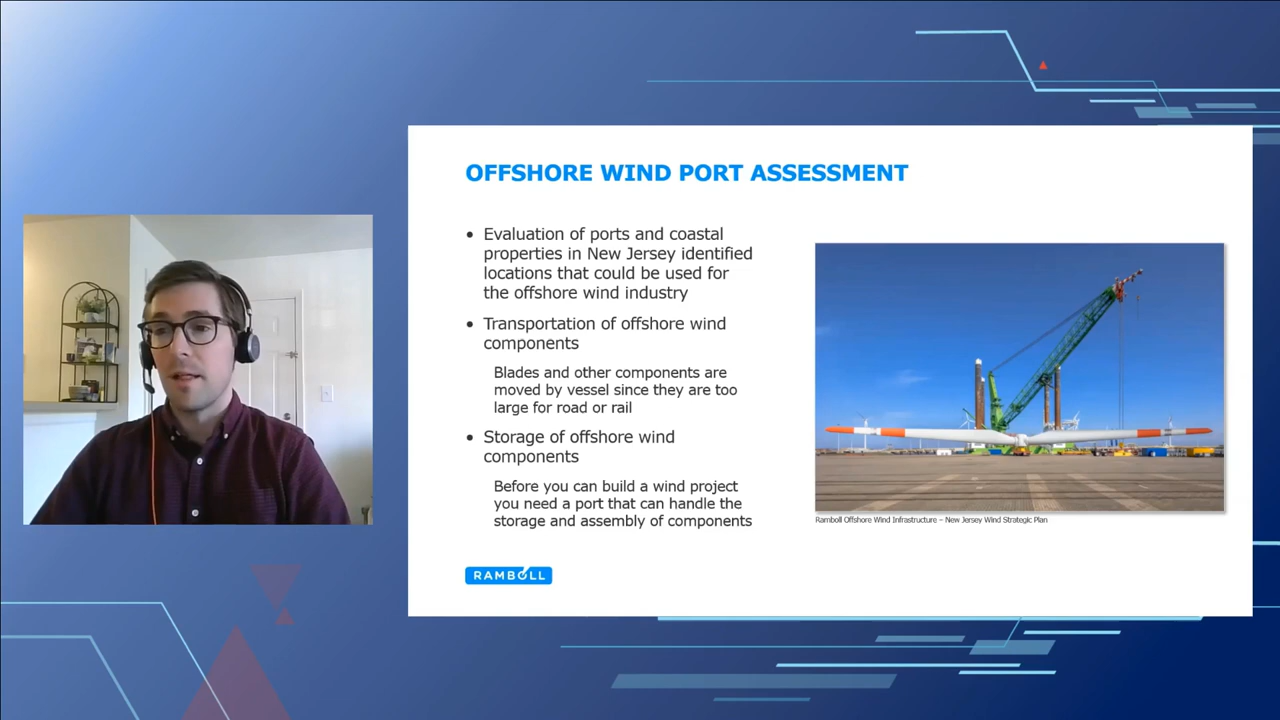 OFFSHORE WIND PORT ASSESSMENT
• Evaluation of ports and coastal
properties in New Jersey identified
locations that could be used for
the offshore wind industry
• Transportation of offshore wind
components
Blades and other components are
moved by vessel since they are too
large for road or rail
• Storage of offshore wind
components
Before you can build a wind project
you need a port that can handle the
storage and assembly of components
Ramboll Offshore Wind Infrastructure – New Jersey Wind Strategic Plan
RAMBOLL